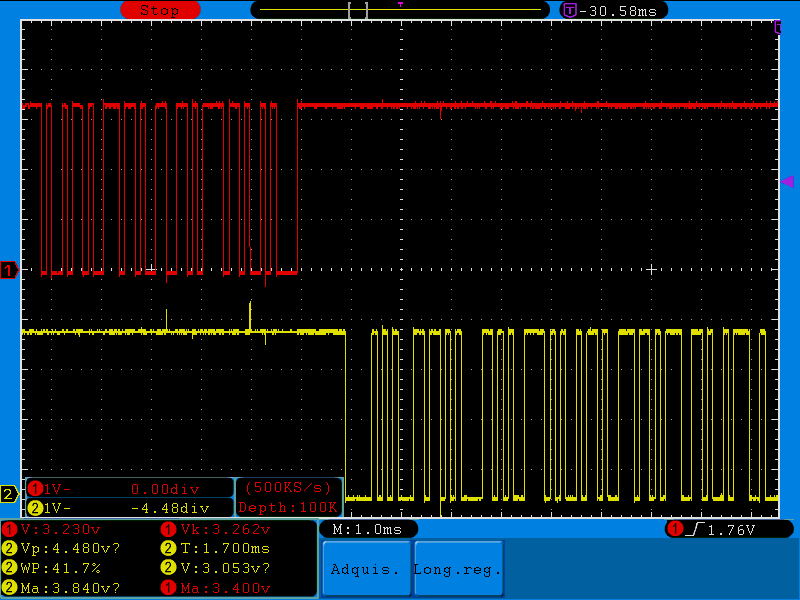 Stop
T -30.58ms
T
1
2
1 1V- 0.00div (500KS/s)
2 1V- -4.48div Depth:100K
1 V:3.230v 1 Vk:3.262v M:1.0ms 1 1.76V
2 Vp:4.480v? 2 T:1.700ms
2 WP:41.7% 2 V:3.053v? Adquis. Long.reg.
2 Ma:3.840v? 1 Ma:3.400v